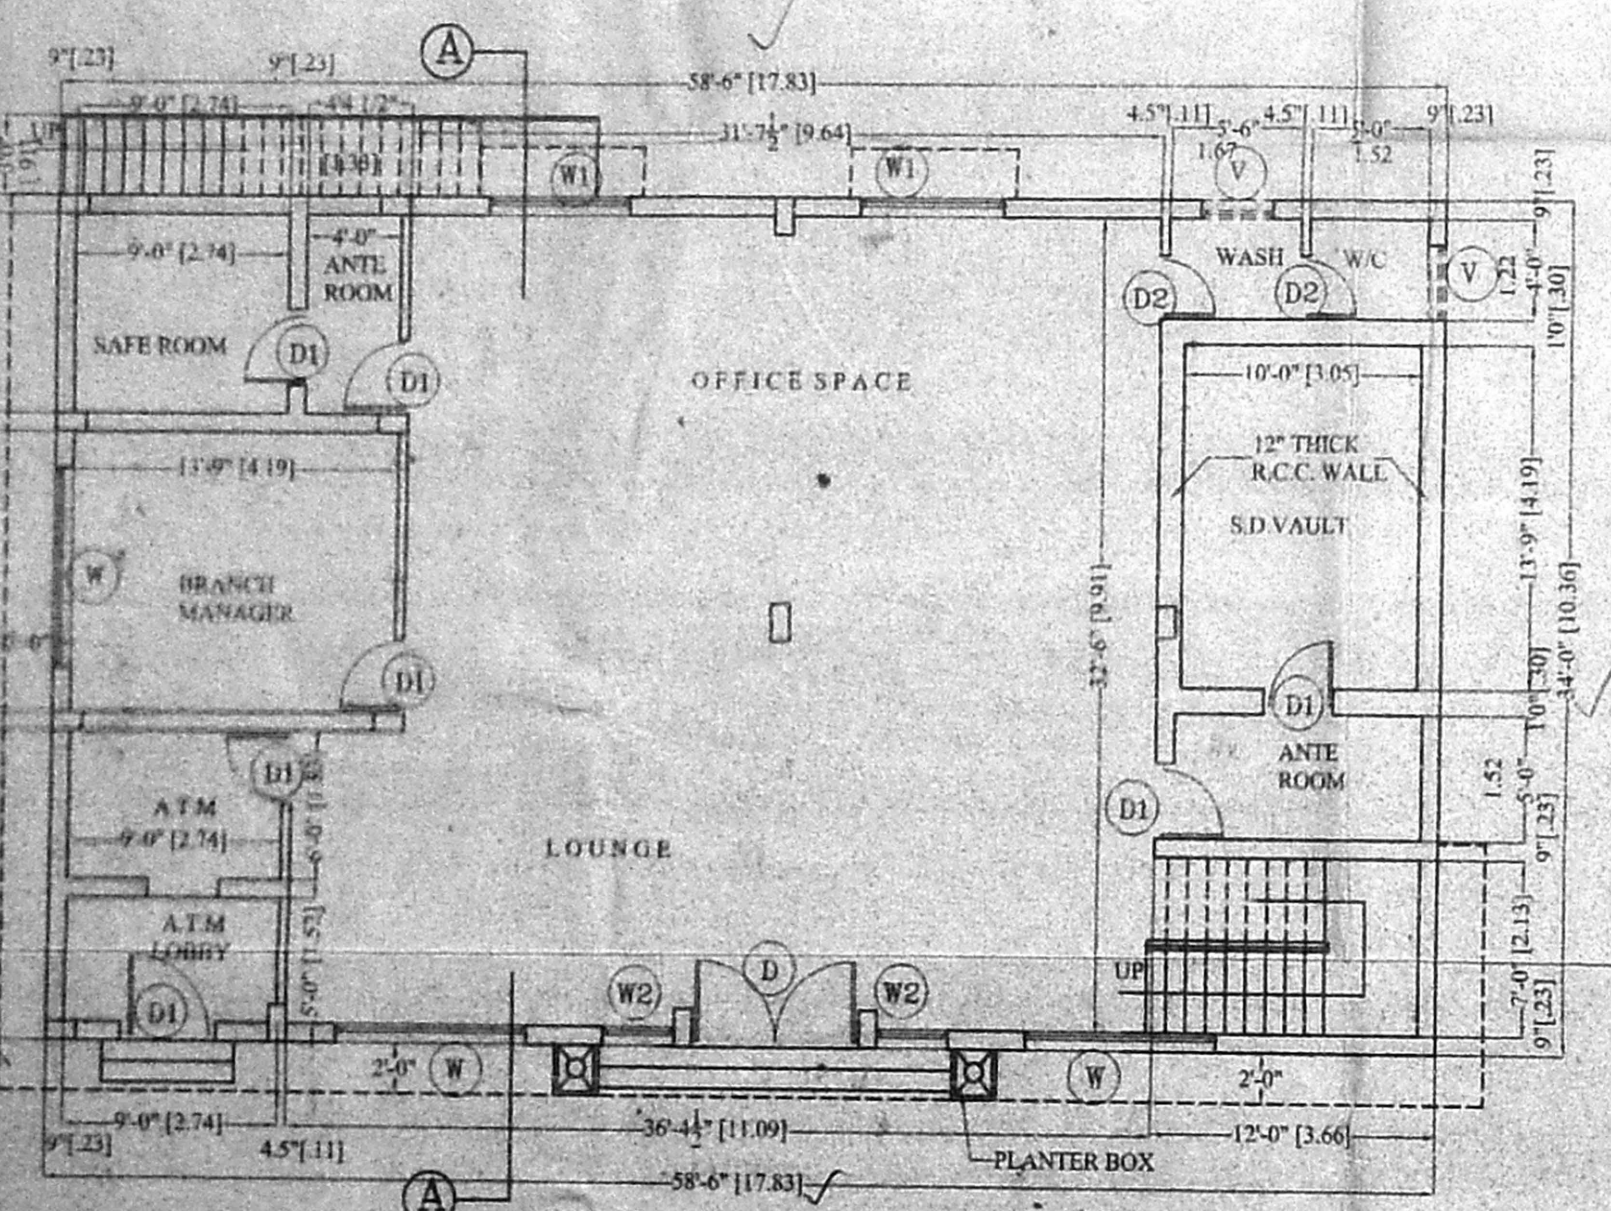 A
9"[.23]
9"[.23]
58'-6" [17.83]
9'-0" [2.74]
4'4 1/2"
31'-7½" [9.64]
4.5"[.11]
5'-6"
1.67
4.5"[.11]
5'-0"
1.52
9"[.23]
UP
W1
W1
V
9"[.23]
9'-0" [2.74]
4'-0"
ANTE
ROOM
WASH
W/C
V
1.22
4'-0"
D2
D2
1'0"[.30]
SAFE ROOM
D1
D1
OFFICE SPACE
10'-0" [3.05]
12" THICK
R.C.C. WALL
13'-9" [4.19]
13'-9" [4.19]
S.D VAULT
W
BRANCH
MANAGER
32'-6" [9.91]
34'-0" [10.36]
D1
D1
1'0"[.30]
D1
ANTE
ROOM
1.52
5'-0"
A.T.M
9'-0" [2.74]
6'-0"
D1
9"[.23]
LOUNGE
A.T.M
LOBBY
5'-0" [1.52]
7'-0" [2.13]
UP
D
W2
W2
D1
9"[.23]
2'-0"
W
W
2'-0"
9'-0" [2.74]
36'-4½" [11.09]
12'-0" [3.66]
9"[.23]
4.5"[.11]
PLANTER BOX
58'-6" [17.83]
A